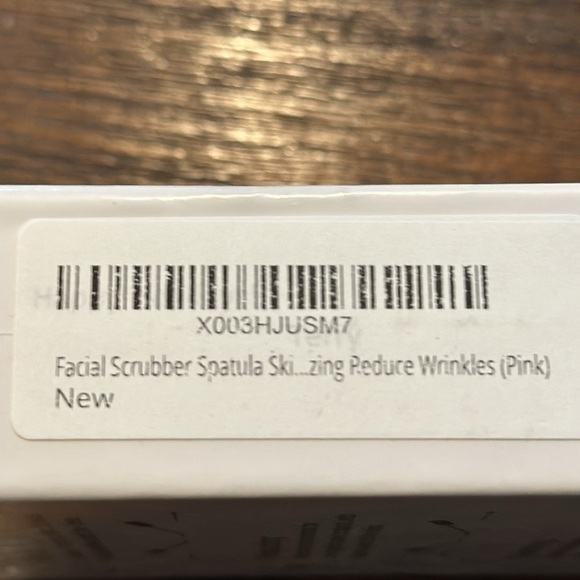 X003HJUSM7
Facial Scrubber Spatula Ski...zing Reduce Wrinkles (Pink)
New